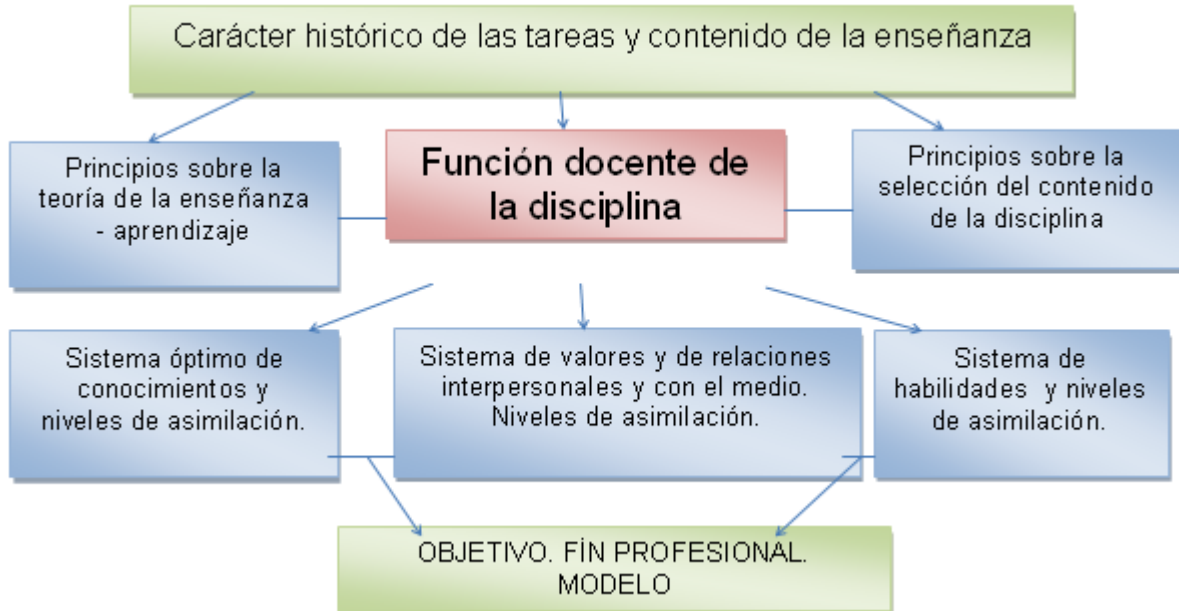 Carácter histórico de las tareas y contenido de la enseñanza
Principios sobre la
teoría de la enseñanza
- aprendizaje
Función docente de
la disciplina
Principios sobre la
selección del contenido
de la disciplina
Sistema óptimo de
conocimientos y
niveles de asimilación.
Sistema de valores y de relaciones
interpersonales y con el medio.
Niveles de asimilación.
Sistema de
habilidades y niveles
de asimilación.
OBJETIVO. FÍN PROFESIONAL.
MODELO